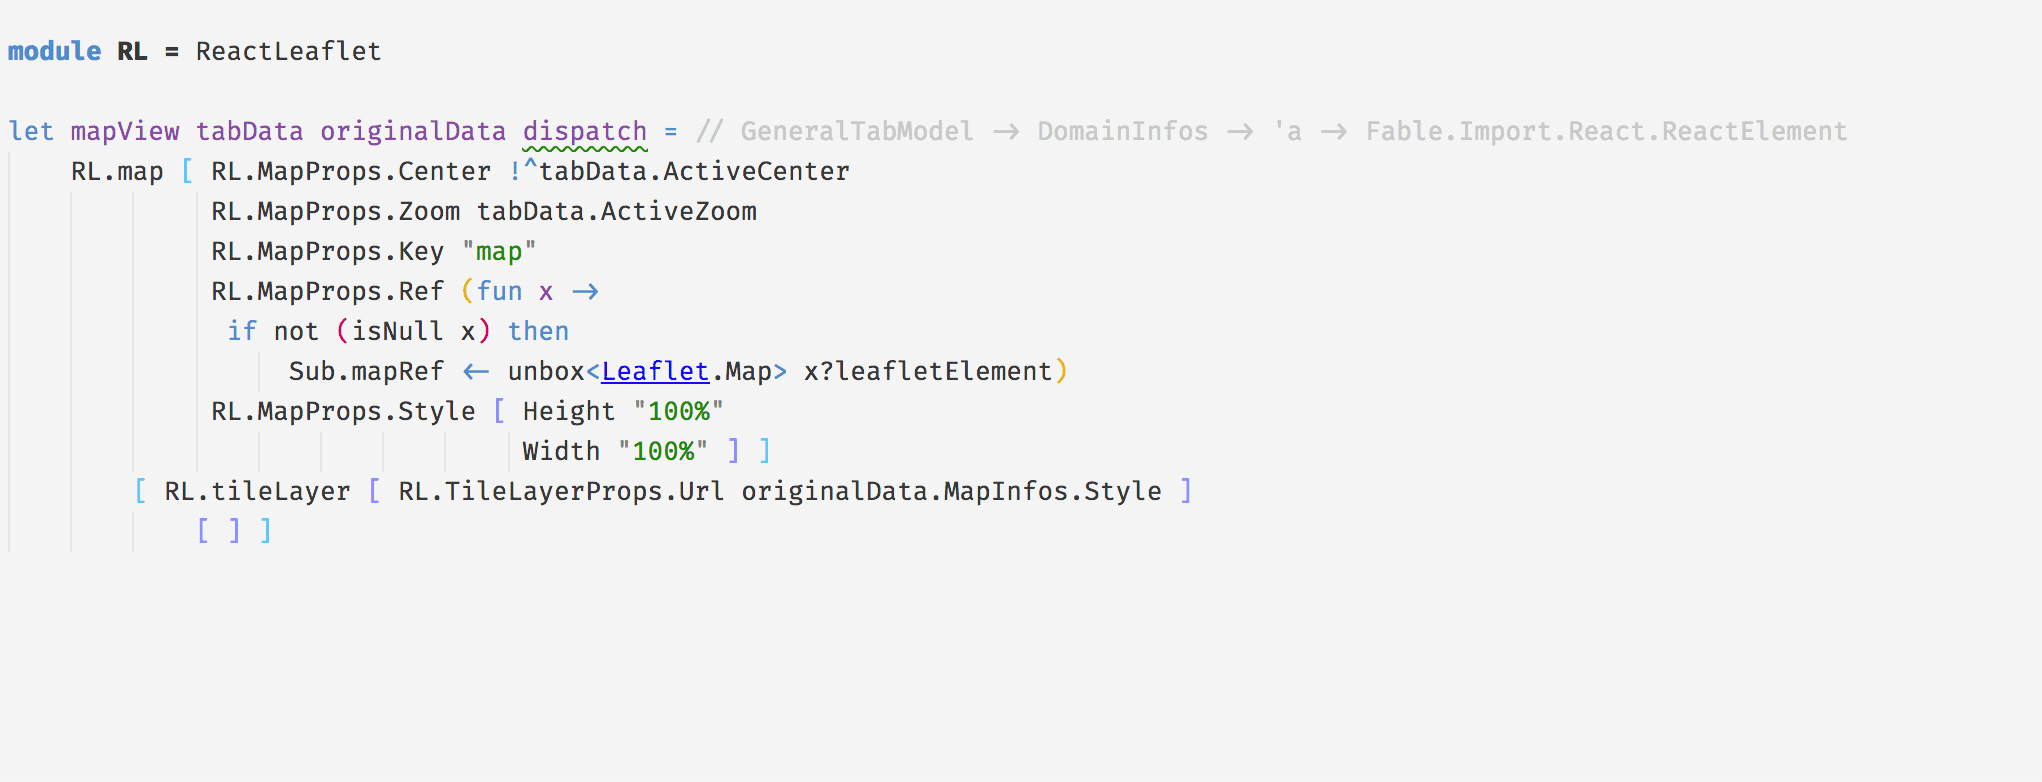 module RL = ReactLeaflet
let mapView tabData originalData dispatch = // GeneralTabModel -> DomainInfos -> 'a -> Fable.Import.React.ReactElement
RL.map [ RL.MapProps.Center !^tabData.ActiveCenter
RL.MapProps.Zoom tabData.ActiveZoom
RL.MapProps.Key "map"
RL.MapProps.Ref (fun x ->
if not (isNull x) then
Sub.mapRef <- unbox<Leaflet.Map> x?leafletElement)
RL.MapProps.Style [ Height "100%"
Width "100%" ] ]
[ RL.tileLayer [ RL.TileLayerProps.Url originalData.MapInfos.Style ]
[ ] ]